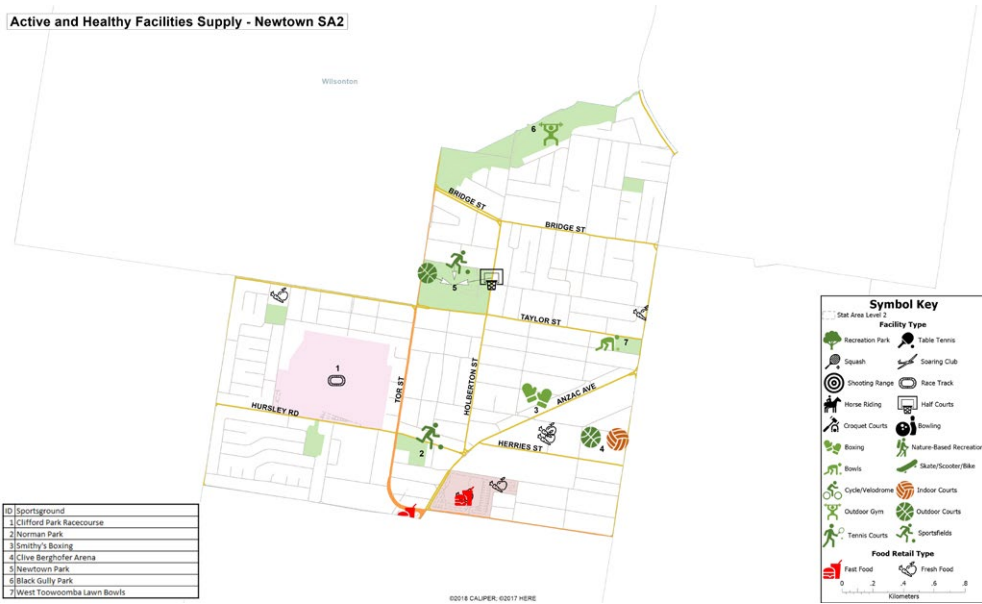 Active and Healthy Facilities Supply - Newtown SA2
Wilsonton
6
BRIDGE ST
BRIDGE ST
5
TAYLOR ST
7
1
TOR ST
HOLBERTON ST
ANZAC AVE
3
HURSLEY RD
HERRIES ST
4
2
Symbol Key
Stat Area Level 2
Facility Type
Recreation Park
Table Tennis
Squash
Soaring Club
Shooting Range
Race Track
Horse Riding
Half Courts
Croquet Courts
Bowling
Boxing
Nature-Based Recreation
Bowls
Skate/Scooter/Bike
Cycle/Velodrome
Indoor Courts
Outdoor Gym
Outdoor Courts
Tennis Courts
Sportsfields
Food Retail Type
Fast Food
Fresh Food
0 .2 .4 .6 .8
Kilometers
ID Sportsground
1 Clifford Park Racecourse
2 Norman Park
3 Smithy's Boxing
4 Clive Berghofer Arena
5 Newtown Park
6 Black Gully Park
7 West Toowoomba Lawn Bowls
©2018 CALIPER; ©2017 HERE